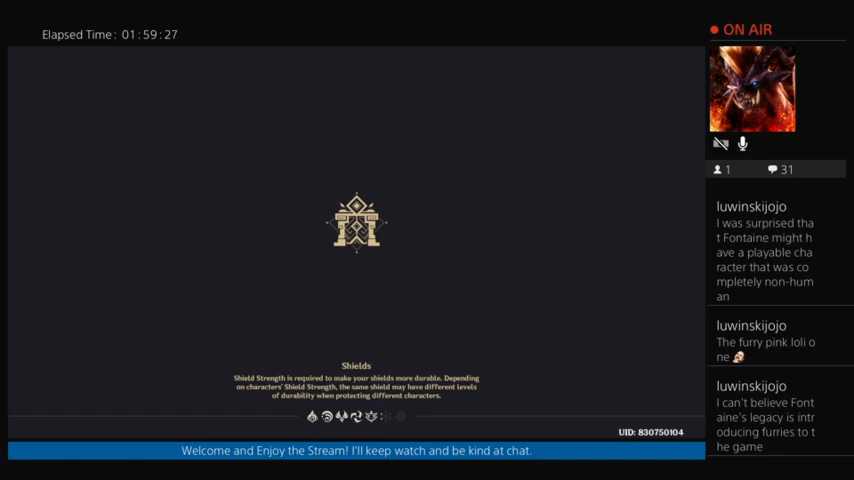 Elapsed Time: 01:59:27
ON AIR
1
31
luwinskijojo
I was surprised tha
t Fontaine might h
ave a playable cha
racter that was co
mpletely non-hum
an
luwinskijojo
The furry pink loli o
ne
luwinskijojo
I can't believe Font
aine's legacy is intr
oducing furries to t
he game
Shields
Shield Strength is required to make your shields more durable. Depending
on characters' Shield Strength, the same shield may have different levels
of durability when protecting different characters.
UID: 830750104
Welcome and Enjoy the Stream! I'll keep watch and be kind at chat.